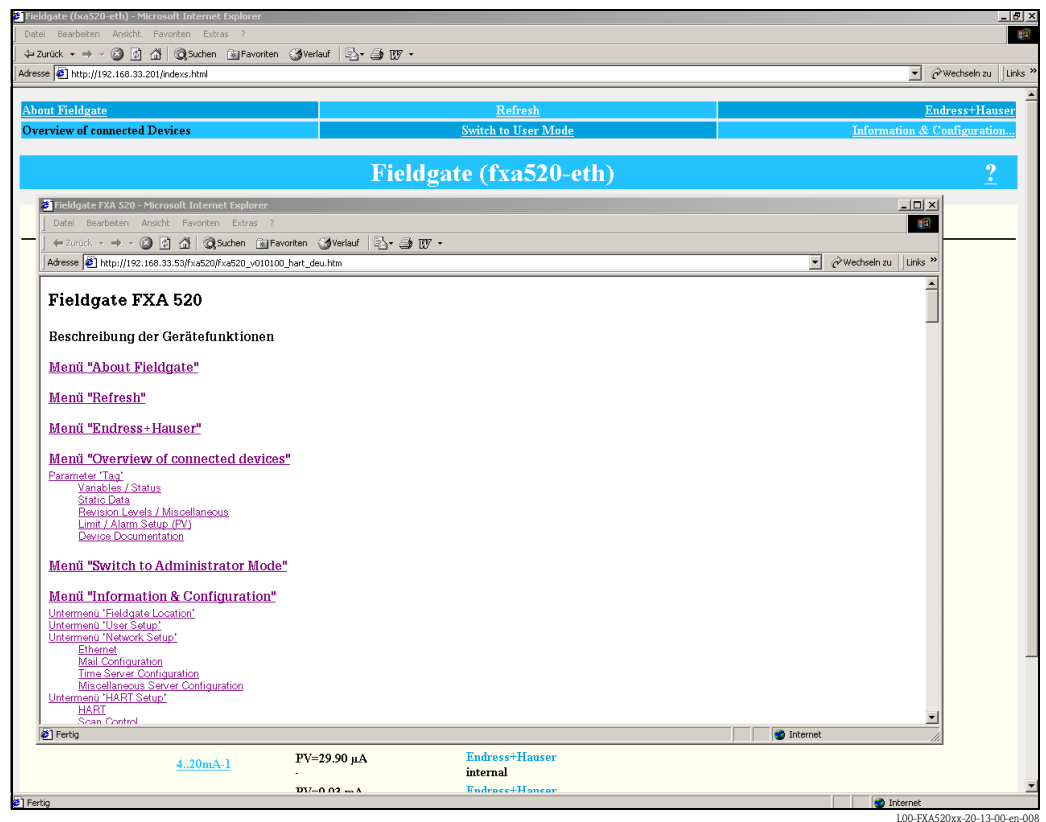 Fieldgate (fxa520-eth) - Microsoft Internet Explorer
Datei Bearbeiten Ansicht Favoriten Extras ?
Zurück Suchen Favoriten Verlauf
Adresse http://192.168.33.201/indexs.html Wechseln zu Links »
About Fieldgate Refresh Endress+Hauser
Overview of connected Devices Switch to User Mode Information & Configuration...
Fieldgate (fxa520-eth) ?
Fieldgate FXA 520 - Microsoft Internet Explorer
Datei Bearbeiten Ansicht Favoriten Extras ?
Zurück Suchen Favoriten Verlauf
Adresse http://192.168.33.53/fxa520/fxa520_v010100_hart_deu.htm Wechseln zu Links »
Fieldgate FXA 520
Beschreibung der Gerätefunktionen
Menü "About Fieldgate"
Menü "Refresh"
Menü "Endress+Hauser"
Menü "Overview of connected devices"
Parameter "Tag"
Variables / Status
Static Data
Revision Levels / Miscellaneous
Limit / Alarm Setup (PV)
Device Documentation
Menü "Switch to Administrator Mode"
Menü "Information & Configuration"
Untermenü "Fieldgate Location"
Untermenü "User Setup"
Untermenü "Network Setup"
Ethernet
Mail Configuration
Time Server Configuration
Miscellaneous Server Configuration
Untermenü "HART Setup"
HART
Scan Control
Fertig Internet
4..20mA-1 PV=29.90 µA Endress+Hauser
- internal
PV=0.03 mA Endress+Hauser
Fertig Internet
L00-FXA520xx-20-13-00-en-008